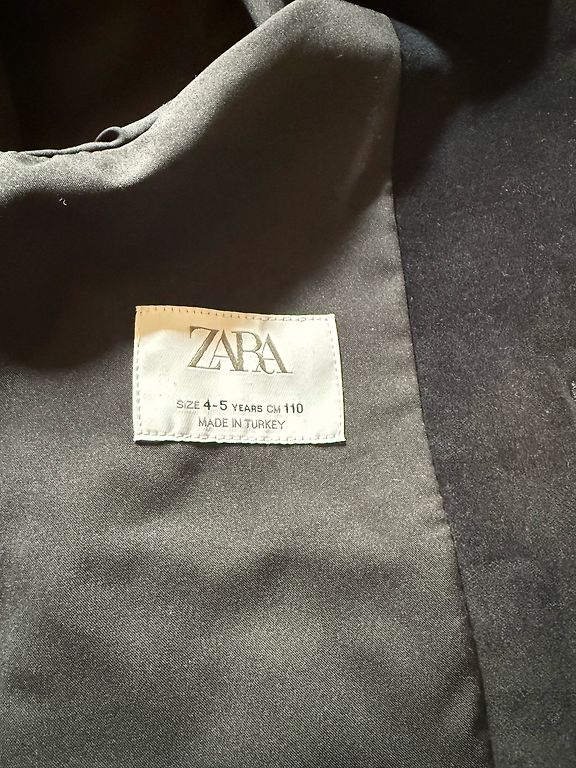 ZARA
SIZE 4-5 YEARS CM 110
MADE IN TURKEY